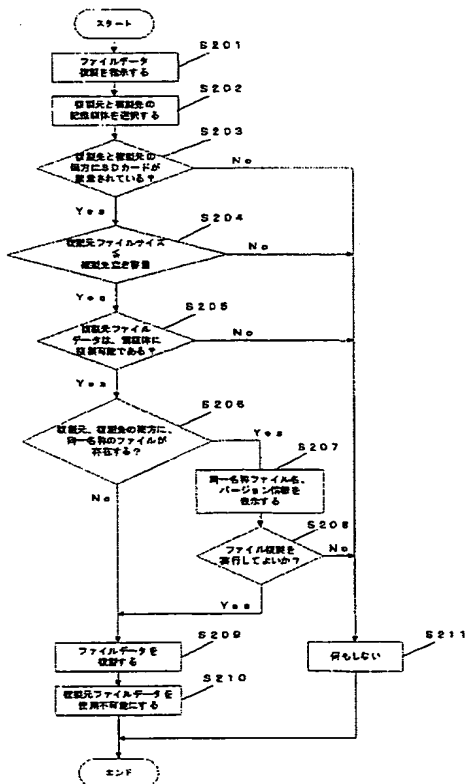 スタート
S201
ファイルデータ
複製を指示する
S202
複製元と複製先の
記録媒体を選択する
S203
複製先と複製元の
両方にSDカードが
装着されている？
No
Yes
S204
複製元ファイルサイズ
≦
複製先空き容量
No
Yes
S205
複製元ファイル
データは、
複製可能である？
No
Yes
S206
複製元、複製先の両方に、
同一名称のファイルが
存在する？
Yes
S207
No
同一名称ファイル名、
バージョン情報を
表示する
S208
ファイル複製を
実行してよいか？
No
Yes
S209
ファイルデータを
複製する
S211
何もしない
S210
複製元ファイルデータを
使用不可能にする
エンド